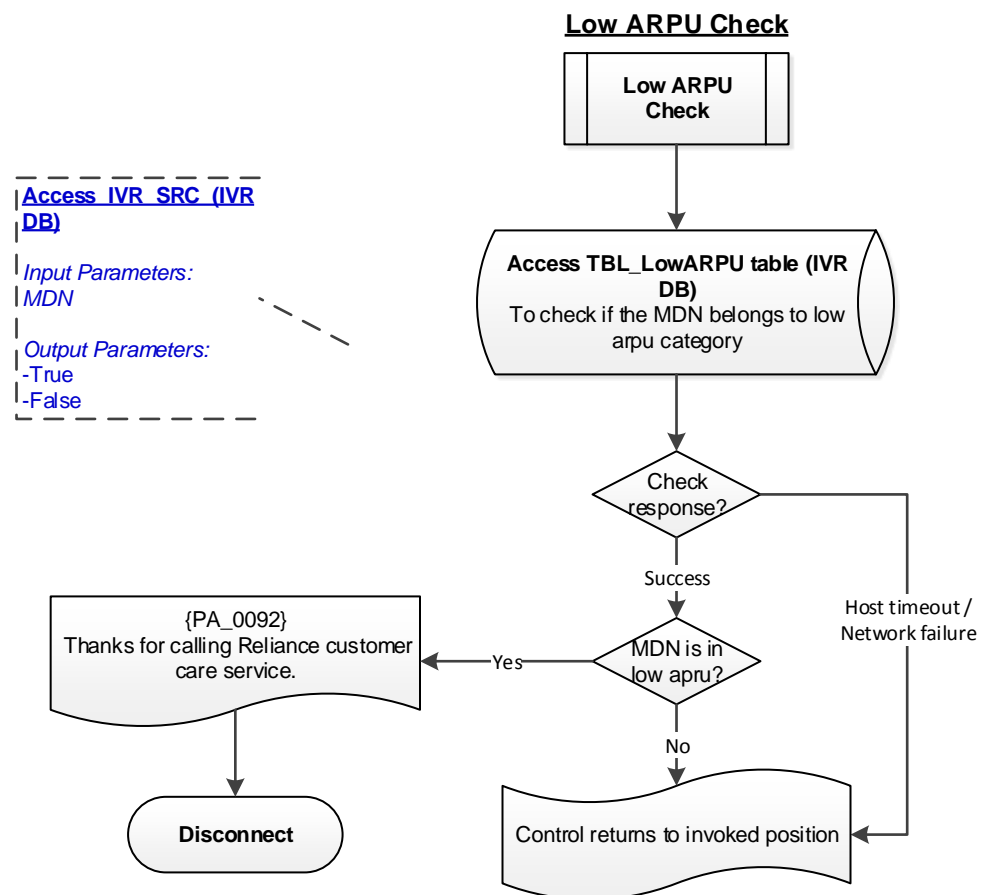 Low ARPU Check
Low ARPU
Check
Access IVR_SRC (IVR
DB)
Input Parameters:
MDN
Output Parameters:
-True
-False
Access TBL_LowARPU table (IVR
DB)
To check if the MDN belongs to low
arpu category
Check
response?
Success
Host timeout /
Network failure
{PA_0092}
Thanks for calling Reliance customer
care service.
Yes
MDN is in
low apru?
No
Disconnect
Control returns to invoked position